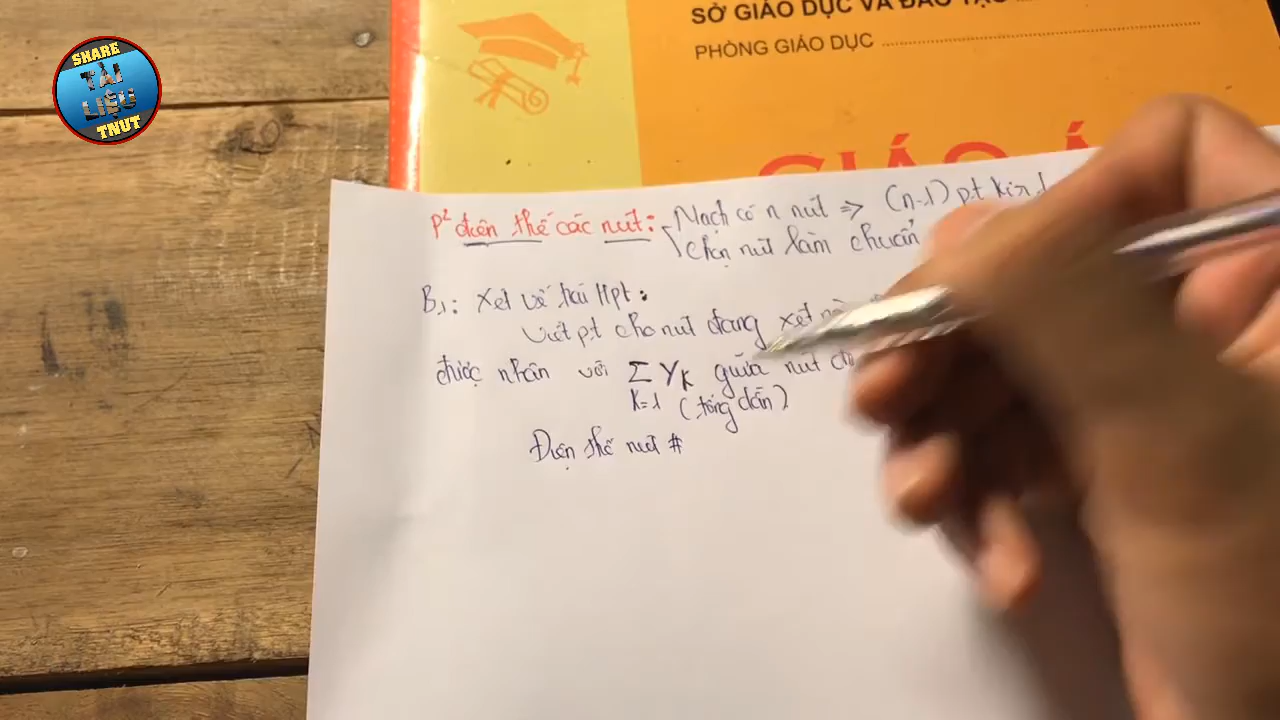 SHARE
TÀI
LIỆU
TNUT
SỞ GIÁO DỤC VÀ ĐÀO TẠO
PHÒNG GIÁO DỤC
GIÁO Á
P² điện thế các nút: Mạch có n nút => (n-1) pt
Chọn nút làm chuẩn
B1: Xét vế trái Hpt:
Viết pt cho nút đang xét
được nhân với Σ YK giữa nút
K=1 (tổng dẫn)
Điện thế nút #